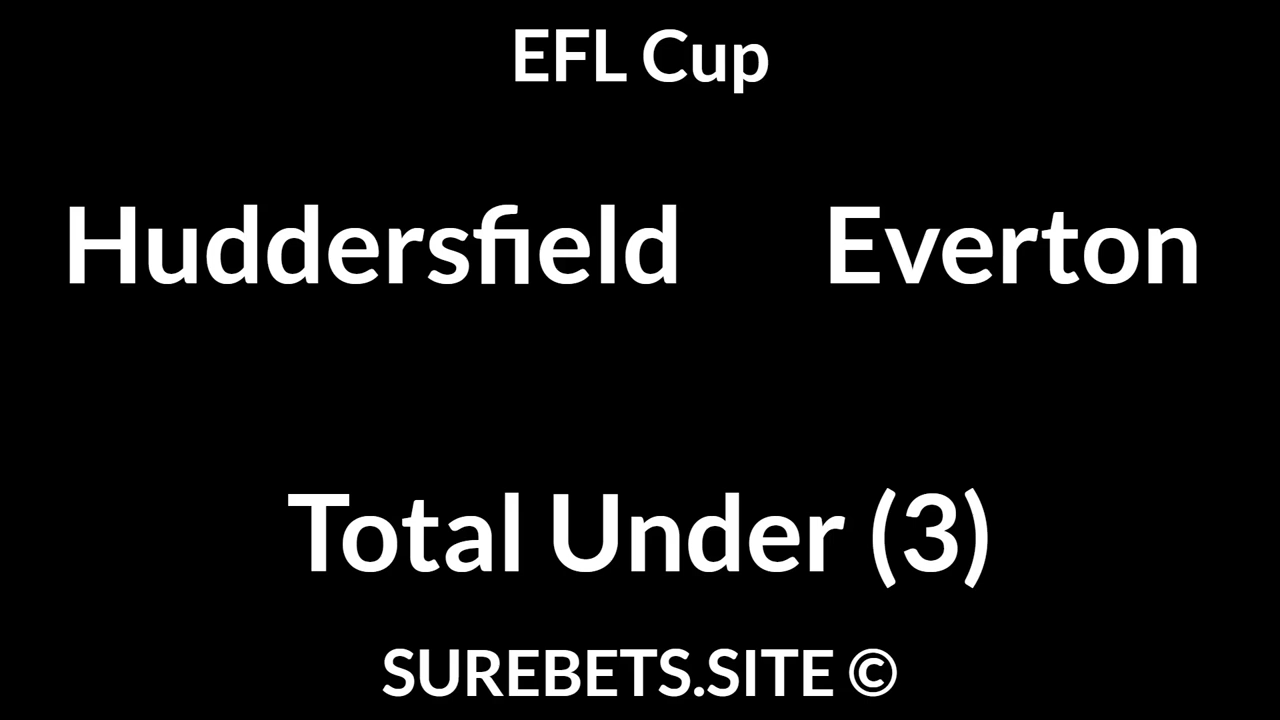 EFL Cup
Huddersfield Everton
Total Under (3)
SUREBETS.SITE ©